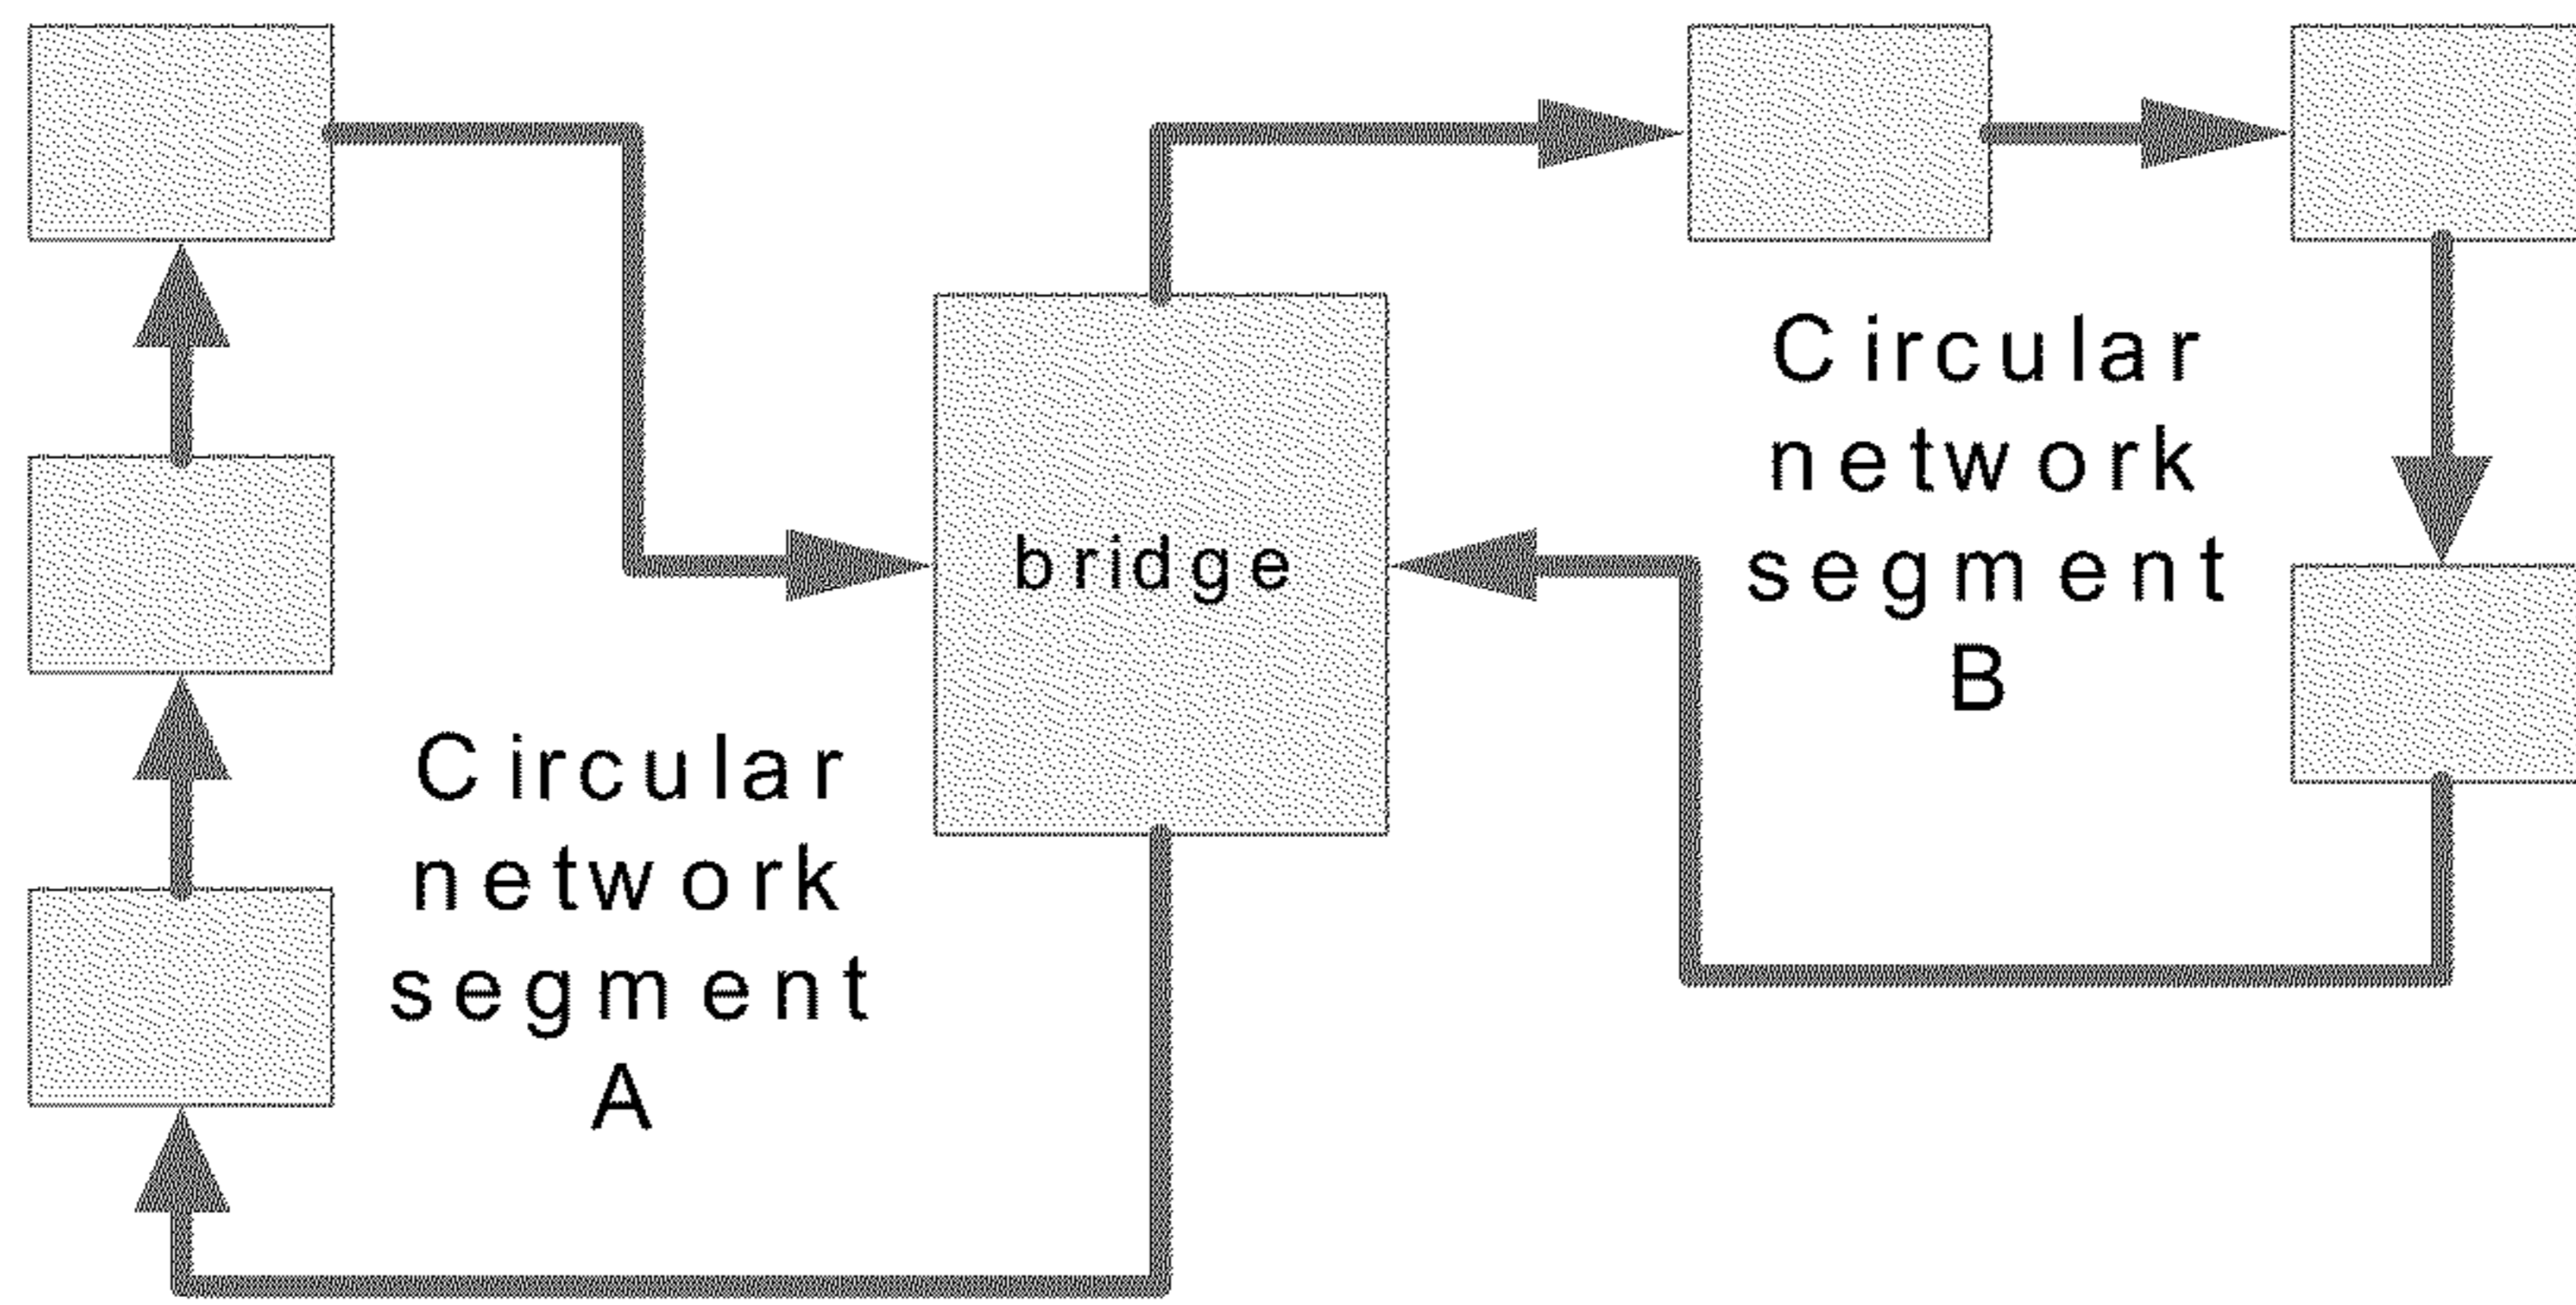 Circular
network
segment
B
bridge
Circular
network
segment
A